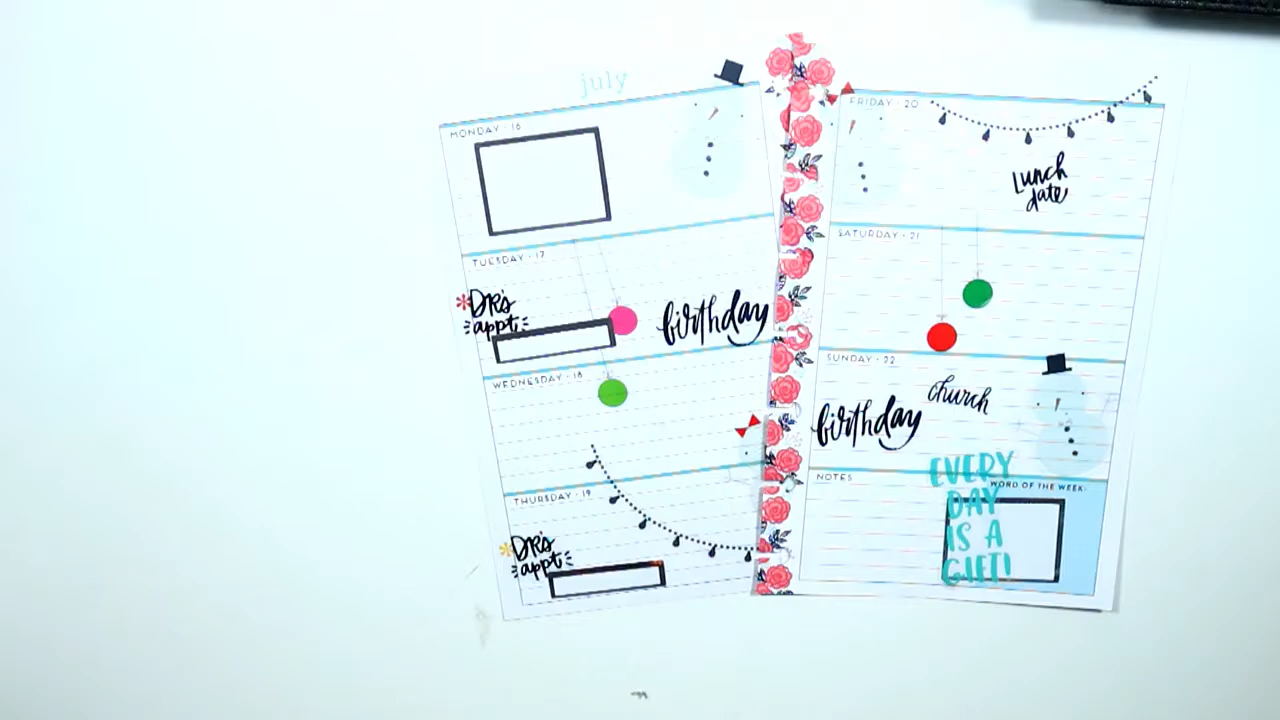 july
MONDAY · 16
TUESDAY · 17
DR's
appt
birthday
WEDNESDAY · 18
THURSDAY · 19
DR's
appt
FRIDAY · 20
Lunch
date
SATURDAY · 21
SUNDAY · 22
church
birthday
NOTES
WORD OF THE WEEK·
EVERY
DAY
IS A
GIFT!